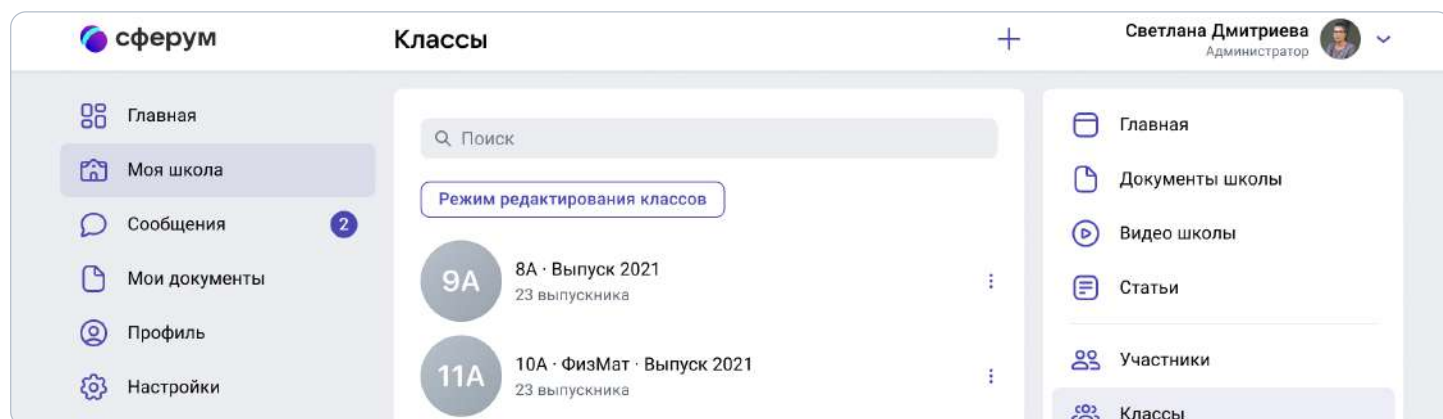 сферум
Классы
+
Светлана Дмитриева
Администратор
Главная
Моя школа
Сообщения
2
Мои документы
Профиль
Настройки
Поиск
Режим редактирования классов
9А
8А · Выпуск 2021
23 выпускника
11А
10А · ФизМат · Выпуск 2021
23 выпускника
Главная
Документы школы
Видео школы
Статьи
Участники
Классы